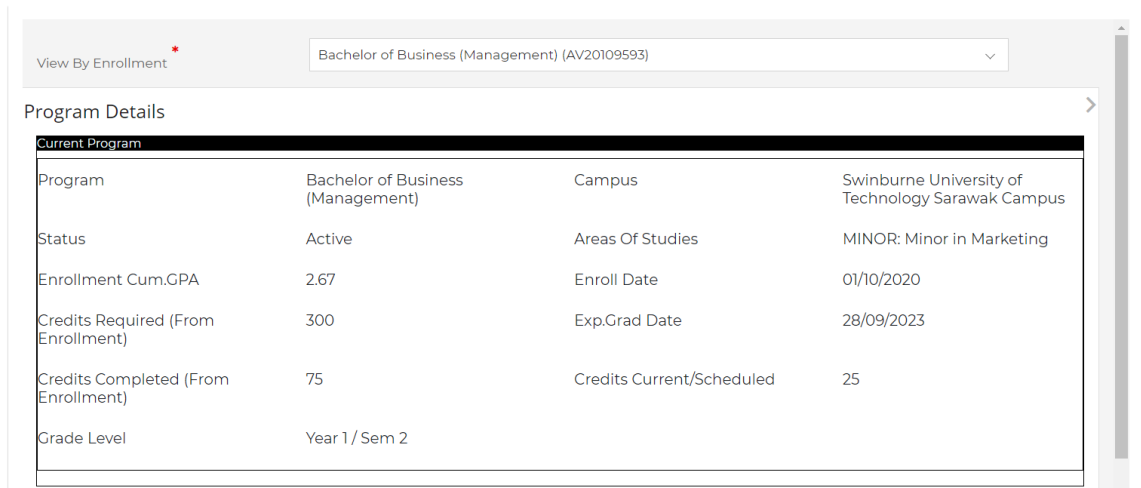 View By Enrollment *
Bachelor of Business (Management) (AV20109593)
Program Details
Current Program
Program
Bachelor of Business
(Management)
Campus
Swinburne University of
Technology Sarawak Campus
Status
Active
Areas Of Studies
MINOR: Minor in Marketing
Enrollment Cum.GPA
2.67
Enroll Date
01/10/2020
Credits Required (From
Enrollment)
300
Exp.Grad Date
28/09/2023
Credits Completed (From
Enrollment)
75
Credits Current/Scheduled
25
Grade Level
Year 1 / Sem 2